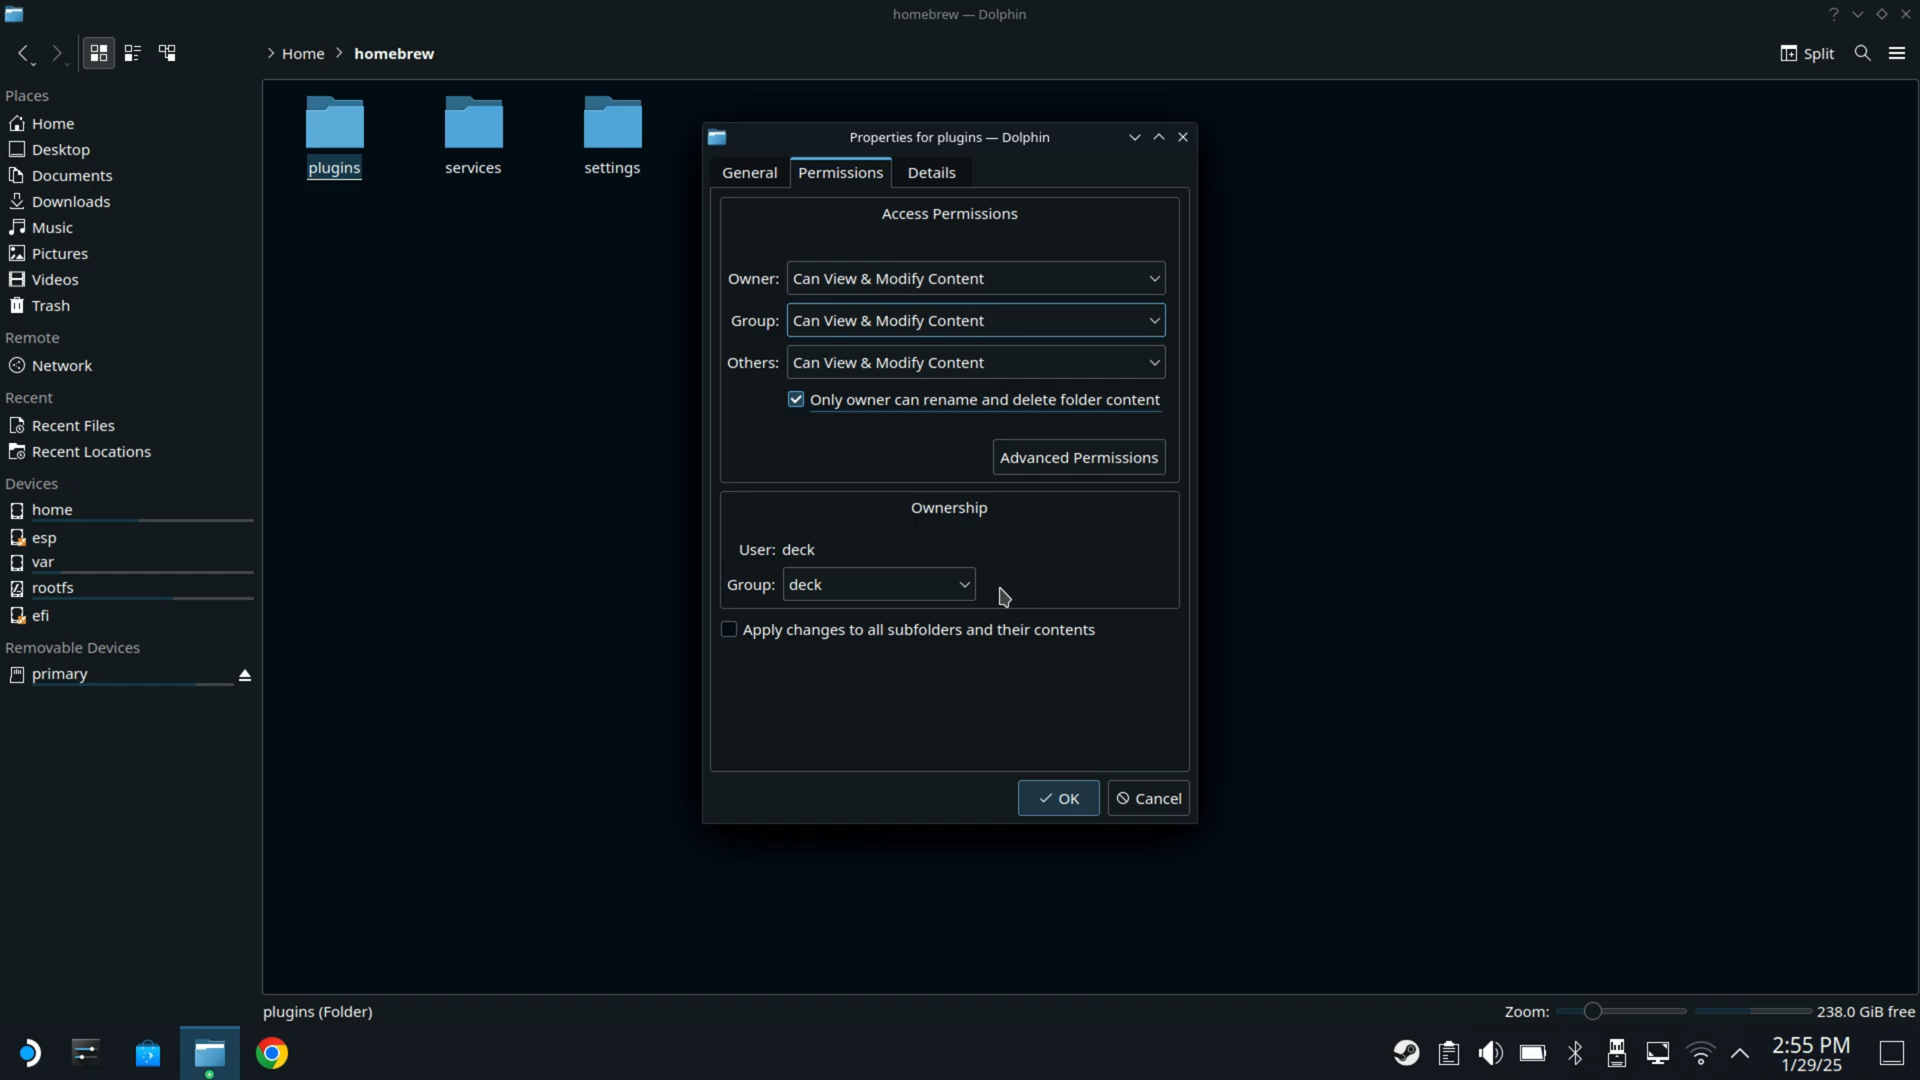 homebrew — Dolphin
Home
homebrew
Split
Places
Home
Desktop
Documents
Downloads
Music
Pictures
Videos
Trash
Remote
Network
Recent
Recent Files
Recent Locations
Devices
home
esp
var
rootfs
efi
Removable Devices
primary
plugins
services
settings
Properties for plugins — Dolphin
General
Permissions
Details
Access Permissions
Owner: Can View & Modify Content
Group: Can View & Modify Content
Others: Can View & Modify Content
Only owner can rename and delete folder content
Advanced Permissions
Ownership
User: deck
Group: deck
Apply changes to all subfolders and their contents
OK
Cancel
plugins (Folder)
Zoom:
238.0 GiB free
2:55 PM
1/29/25